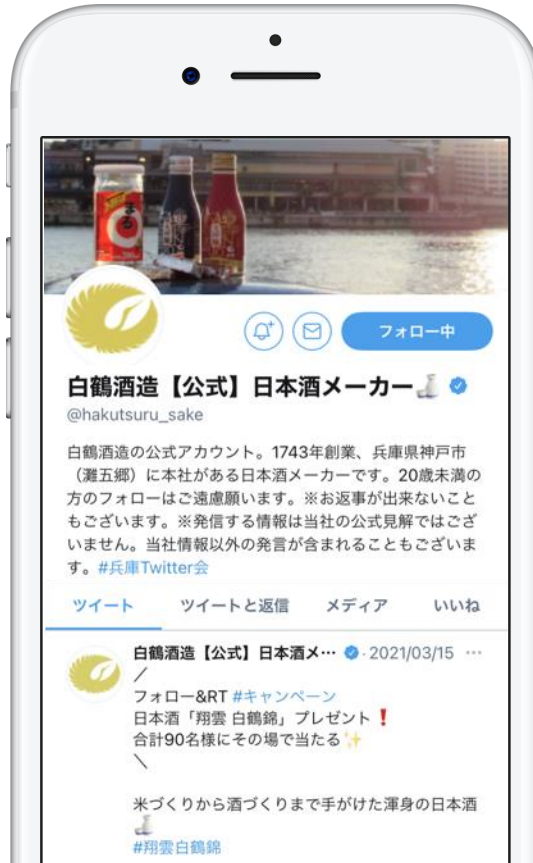 まる
フォロー中
白鶴酒造【公式】日本酒メーカー🍶
@hakutsuru_sake
白鶴酒造の公式アカウント。1743年創業、兵庫県神戸市
（灘五郷）に本社がある日本酒メーカーです。20歳未満の
方のフォローはご遠慮願います。※お返事が出来ないこと
もございます。※発信する情報は当社の公式見解ではござ
いません。当社情報以外の発言が含まれることもございま
す。#兵庫Twitter会
ツイート ツイートと返信 メディア いいね
白鶴酒造【公式】日本酒メ… · 2021/03/15 …
／
フォロー&RT #キャンペーン
日本酒「翔雲 白鶴錦」プレゼント❗
合計90名様にその場で当たる✨
＼
米づくりから酒づくりまで手がけた渾身の日本酒
🍶
#翔雲白鶴錦